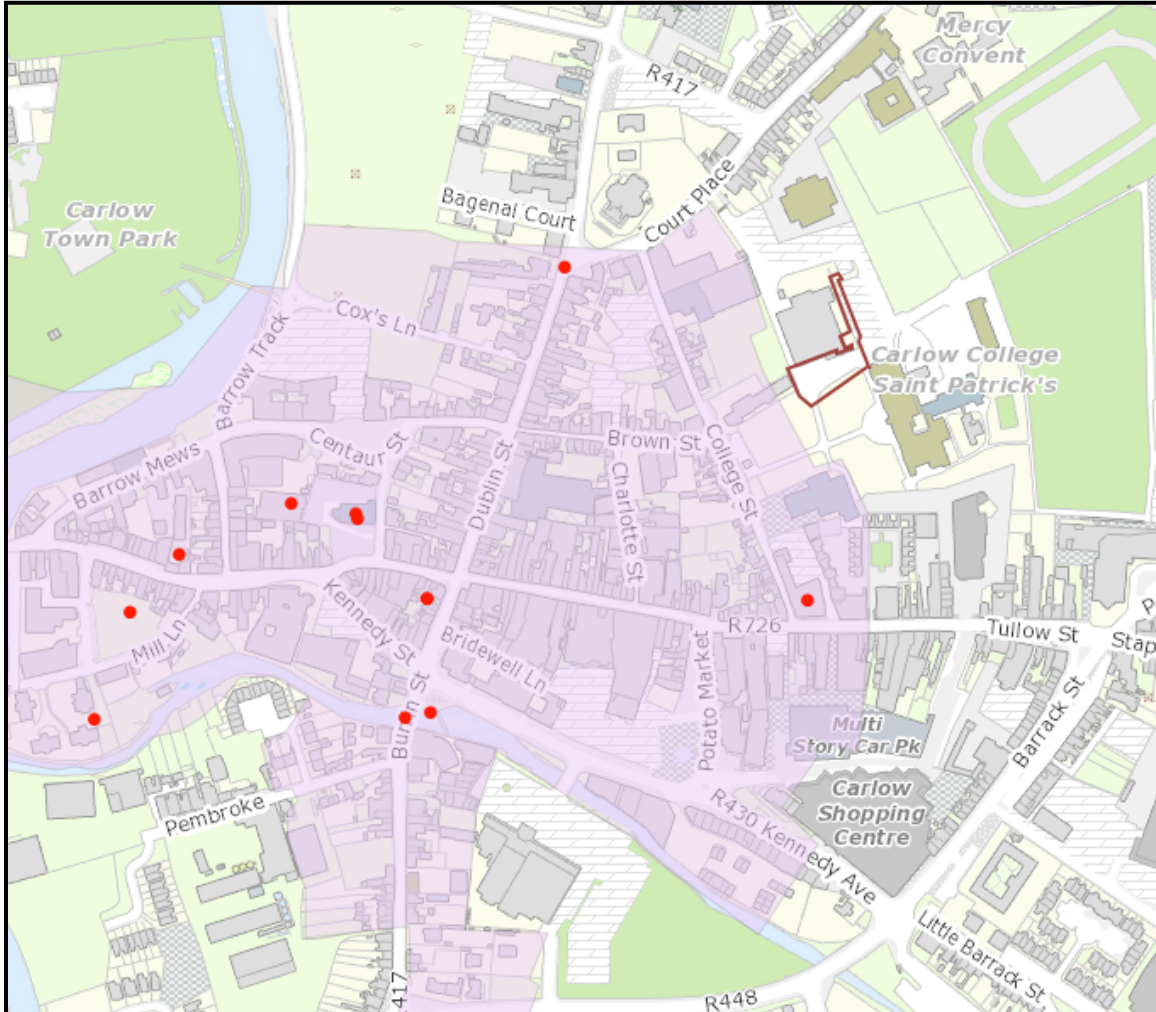 Mercy
Convent
R417
Court Place
Bagenal Court
Carlow
Town Park
Cox's Ln
Barrow Track
Carlow College
Saint Patrick's
Centaur St
Brown St
College St
Barrow Mews
Dublin St
Charlotte St
Kennedy St
R726
Tullow St
Mill Ln
Bridewell Ln
Potato Market
Barrack St
Multi
Story Car Pk
Carlow
Shopping
Centre
Pembroke
R430 Kennedy Ave
Little Barrack St
417
R448